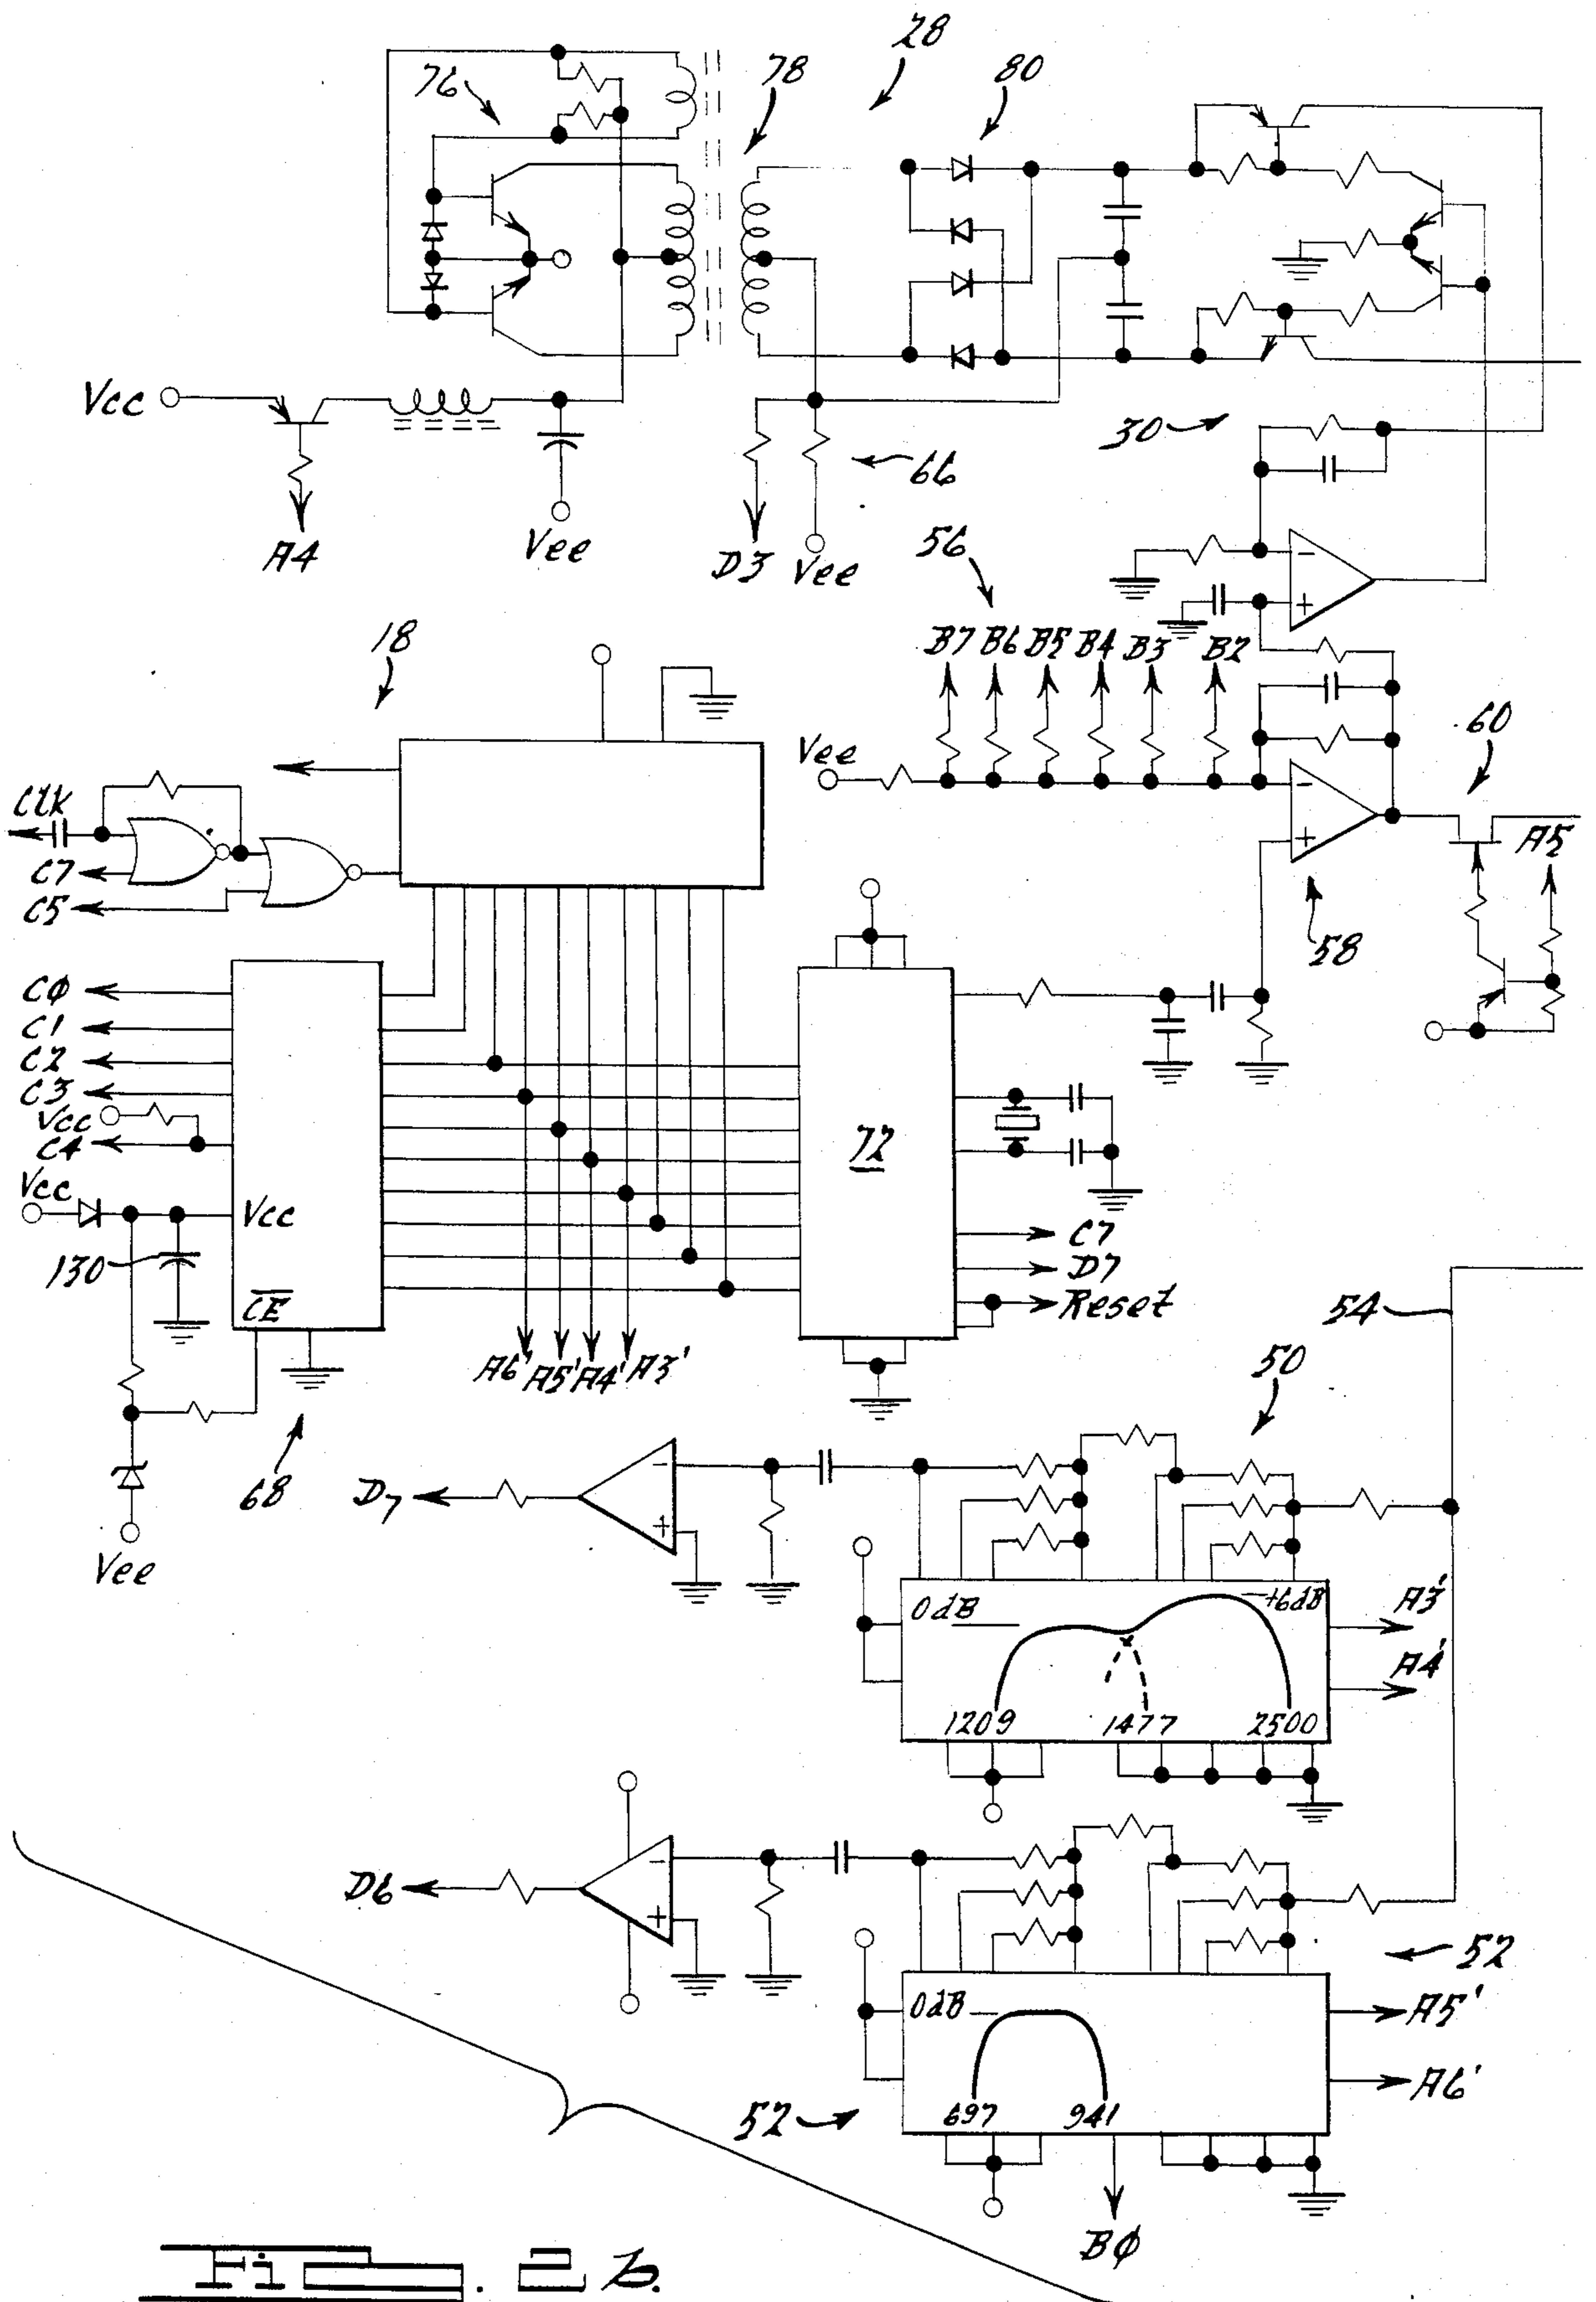 28
76
78
80
Vcc
A4
Vee
D3
Vee
66
30
56
B7 B6 B5 B4 B3 B2
-
+
18
Vee
60
CLK
C7
C5
-
+
A5
58
CØ
C1
C2
C3
Vcc
C4
Vcc
Vcc
130
CE
72
C7
D7
Reset
54
A6' A5' A4' A3'
50
68
D7
-
+
Vee
0dB
+6dB
A3'
A4'
1209 1477 2500
D6
-
+
52
0dB
A5'
A6'
52
697 941
BØ
Fig. 2b.